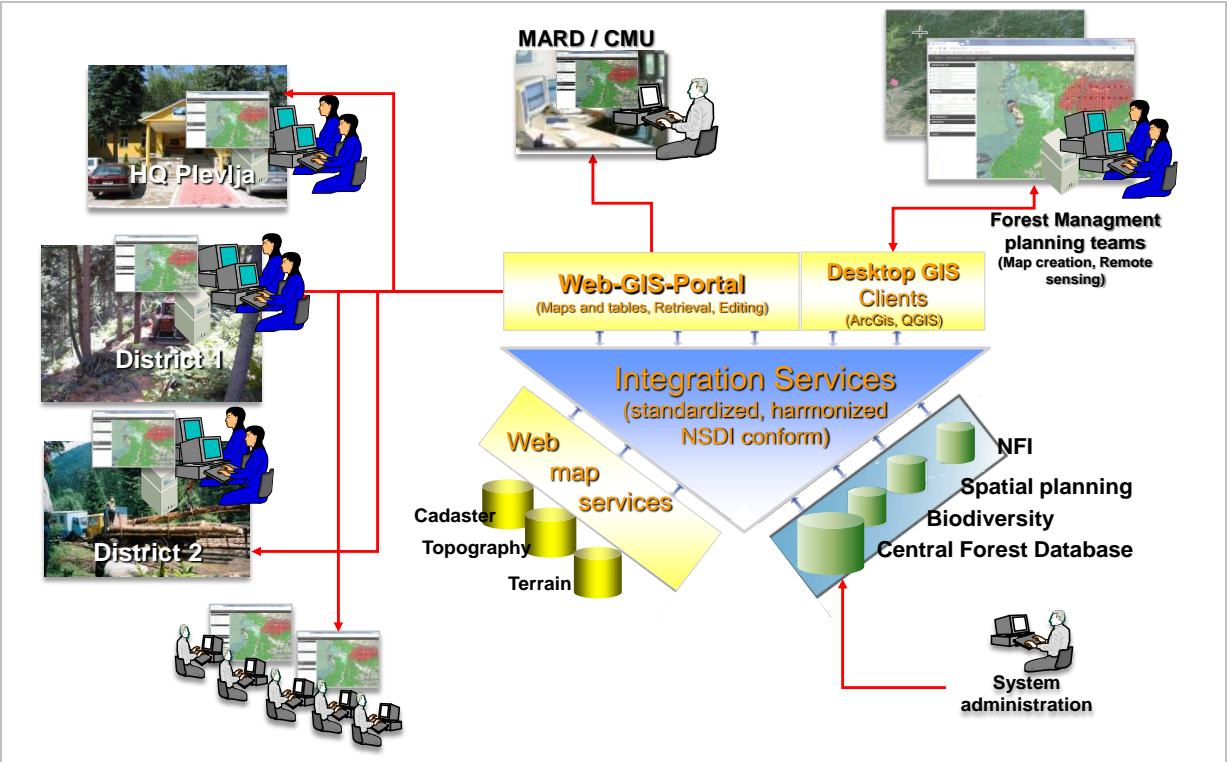 MARD / CMU
HQ Plevlja
Forest Managment
planning teams
(Map creation, Remote
sensing)
Web-GIS-Portal
(Maps and tables, Retrieval, Editing)
Desktop GIS
Clients
(ArcGis, QGIS)
District 1
Integration Services
(standardized, harmonized
NSDI conform)
Web
map
services
NFI
Spatial planning
Biodiversity
Central Forest Database
Cadaster
Topography
Terrain
District 2
System
administration